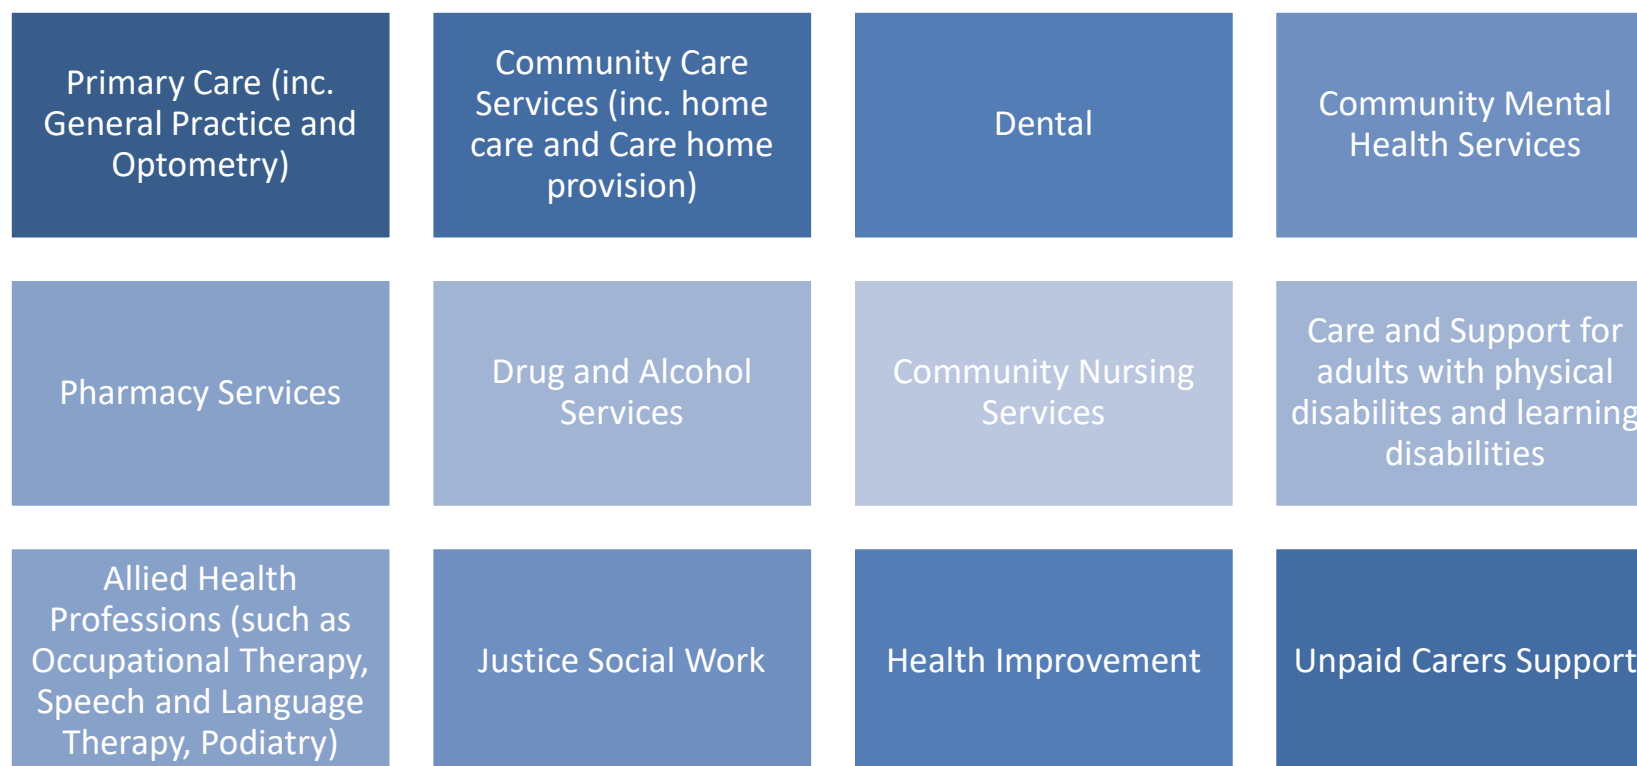 Primary Care (inc.
General Practice and
Optometry)
Community Care
Services (inc. home
care and Care home
provision)
Dental
Community Mental
Health Services
Pharmacy Services
Drug and Alcohol
Services
Community Nursing
Services
Care and Support for
adults with physical
disabilites and learning
disabilities
Allied Health
Professions (such as
Occupational Therapy,
Speech and Language
Therapy, Podiatry)
Justice Social Work
Health Improvement
Unpaid Carers Support